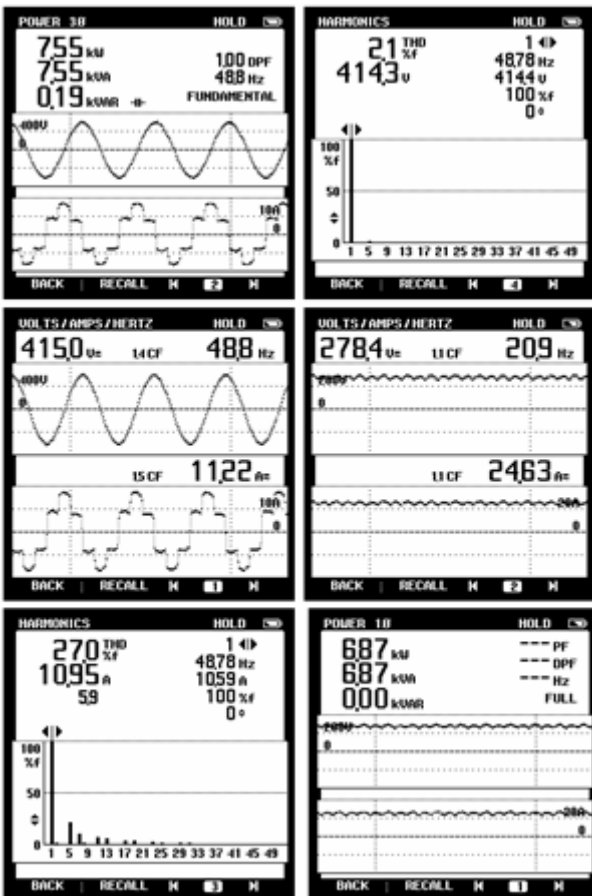 POWER 3Ø HOLD
7,55 kW
7,55 kVA 1,00 DPF
0,19 kVAR 48,8 Hz
FUNDAMENTAL
400V
0
10A
0
BACK RECALL 2
HARMONICS HOLD
2,1 THD %f 1
414,3 V 48,78 Hz
414,4 V
100 %f
0°
100
%f
50
0
1 5 9 13 17 21 25 29 33 37 41 45 49
BACK RECALL 4
VOLTS/AMPS/HERTZ HOLD
415,0 V≂ 1,4 CF 48,8 Hz
400V
0
1,5 CF 11,22 A≂
10A
0
BACK RECALL 1
VOLTS/AMPS/HERTZ HOLD
278,4 V≂ 1,1 CF 20,9 Hz
200V
0
1,1 CF 24,63 A≂
20A
0
BACK RECALL 2
HARMONICS HOLD
27,0 THD %f 1
10,95 A 48,78 Hz
5,9 10,59 A
100 %f
0°
100
%f
50
0
1 5 9 13 17 21 25 29 33 37 41 45 49
BACK RECALL 3
POWER 1Ø HOLD
6,87 kW --- PF
6,87 kVA --- DPF
0,00 kVAR --- Hz
FULL
200V
0
20A
0
BACK RECALL 1